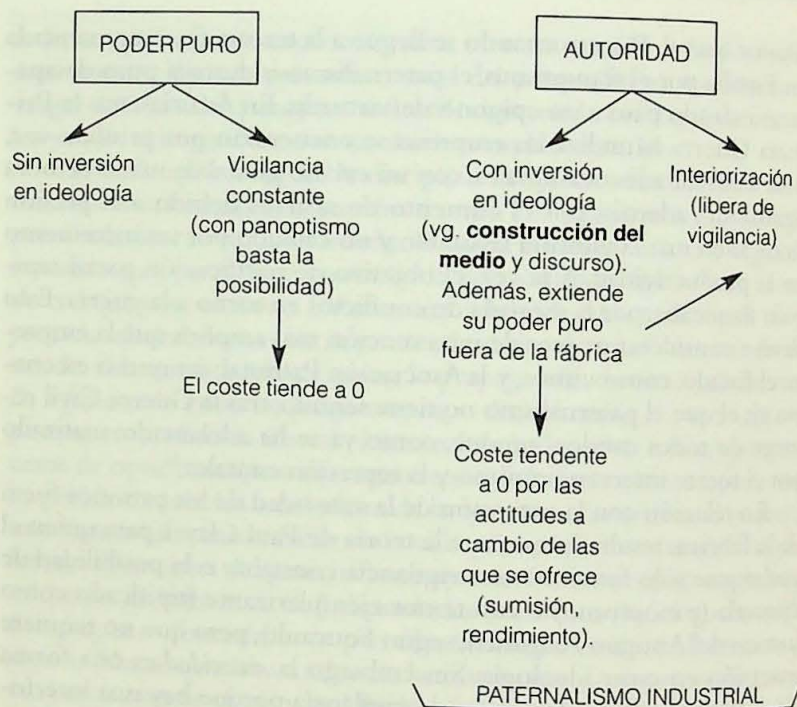 PODER PURO
Sin inversión
en ideología
Vigilancia
constante
(con panoptismo
basta la
posibilidad)
El coste tiende a 0
AUTORIDAD
Con inversión
en ideología
(vg. construcción del
medio y discurso).
Además, extiende
su poder puro
fuera de la fábrica
Interiorización
(libera de
vigilancia)
Coste tendente
a 0 por las
actitudes a
cambio de las
que se ofrece
(sumisión,
rendimiento).
PATERNALISMO INDUSTRIAL